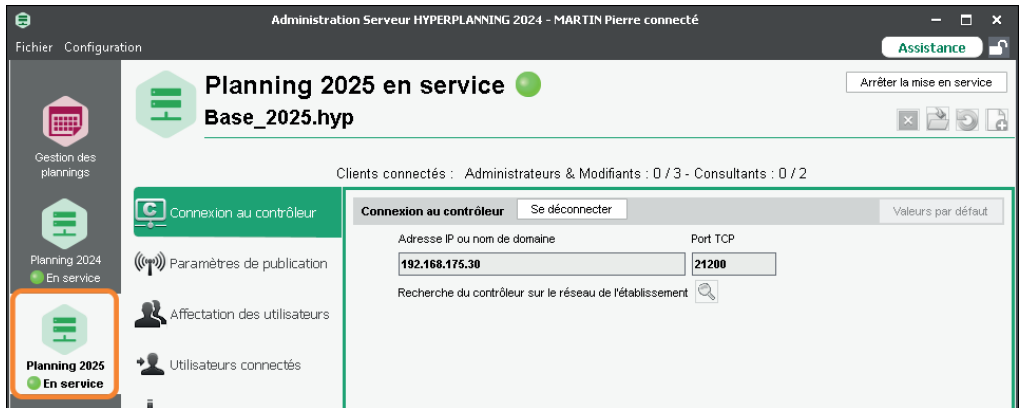 Administration Serveur HYPERPLANNING 2024 - MARTIN Pierre connecté
Fichier Configuration
Assistance
Gestion des
plannings
Planning 2024
En service
Planning 2025
En service
Planning 2025 en service
Base_2025.hyp
Arrêter la mise en service
Clients connectés : Administrateurs & Modifiants : 0 / 3 - Consultants : 0 / 2
Connexion au contrôleur
Paramètres de publication
Affectation des utilisateurs
Utilisateurs connectés
Connexion au contrôleur
Se déconnecter
Valeurs par défaut
Adresse IP ou nom de domaine
Port TCP
192.168.175.30
21200
Recherche du contrôleur sur le réseau de l'établissement